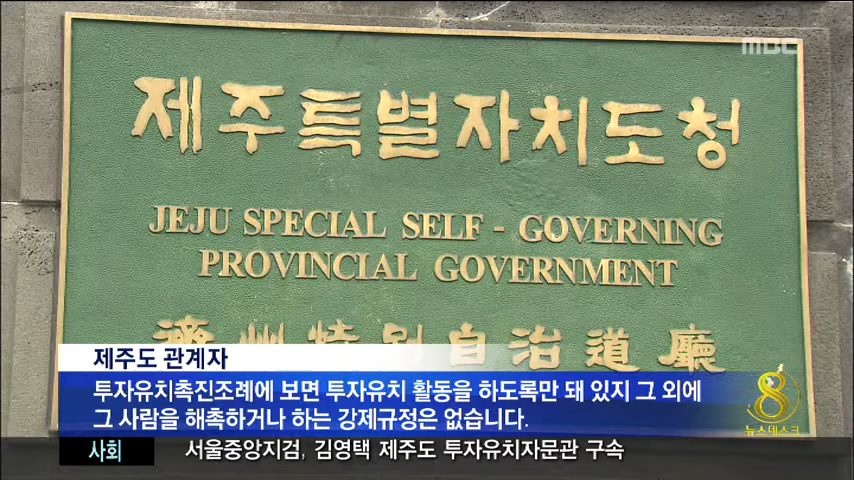 MBC
제주특별자치도청
JEJU SPECIAL SELF - GOVERNING
PROVINCIAL GOVERNMENT
濟州特別自治道廳
제주도 관계자
투자유치촉진조례에 보면 투자유치 활동을 하도록만 돼 있지 그 외에
그 사람을 해촉하거나 하는 강제규정은 없습니다.
8
뉴스데스크
사회
서울중앙지검, 김영택 제주도 투자유치자문관 구속